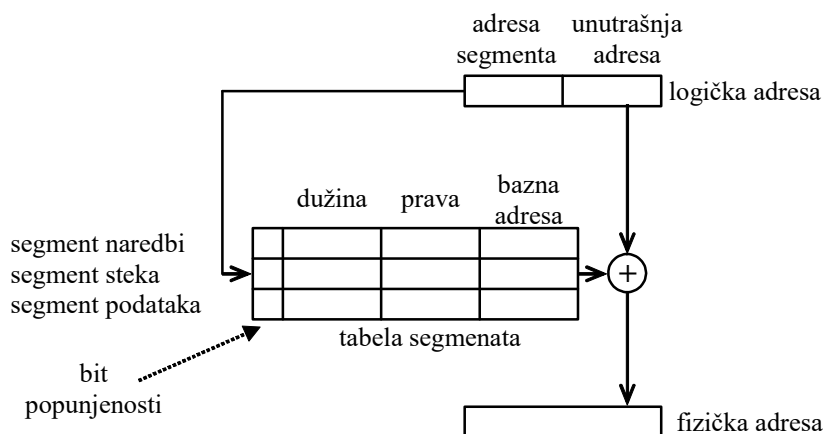 adresa unutrašnja
segmenta adresa
logička adresa
dužina prava bazna
adresa
segment naredbi
segment steka
segment podataka
+
tabela segmenata
bit
popunjenosti
fizička adresa